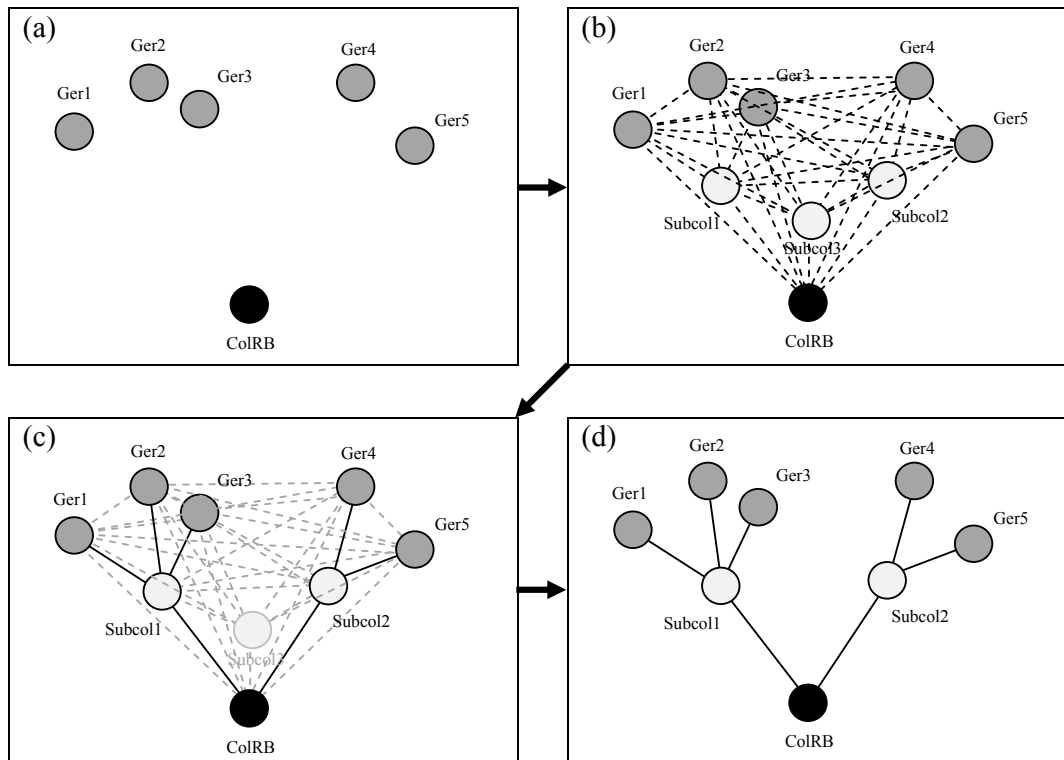 (a)
Ger2
Ger4
Ger3
Ger1
Ger5
ColRB
(b)
Ger2
Ger4
Ger3
Ger1
Ger5
Subcol1
Subcol2
Subcol3
ColRB
(c)
Ger2
Ger4
Ger3
Ger1
Ger5
Subcol1
Subcol2
Subcol3
ColRB
(d)
Ger2
Ger4
Ger3
Ger1
Ger5
Subcol1
Subcol2
ColRB